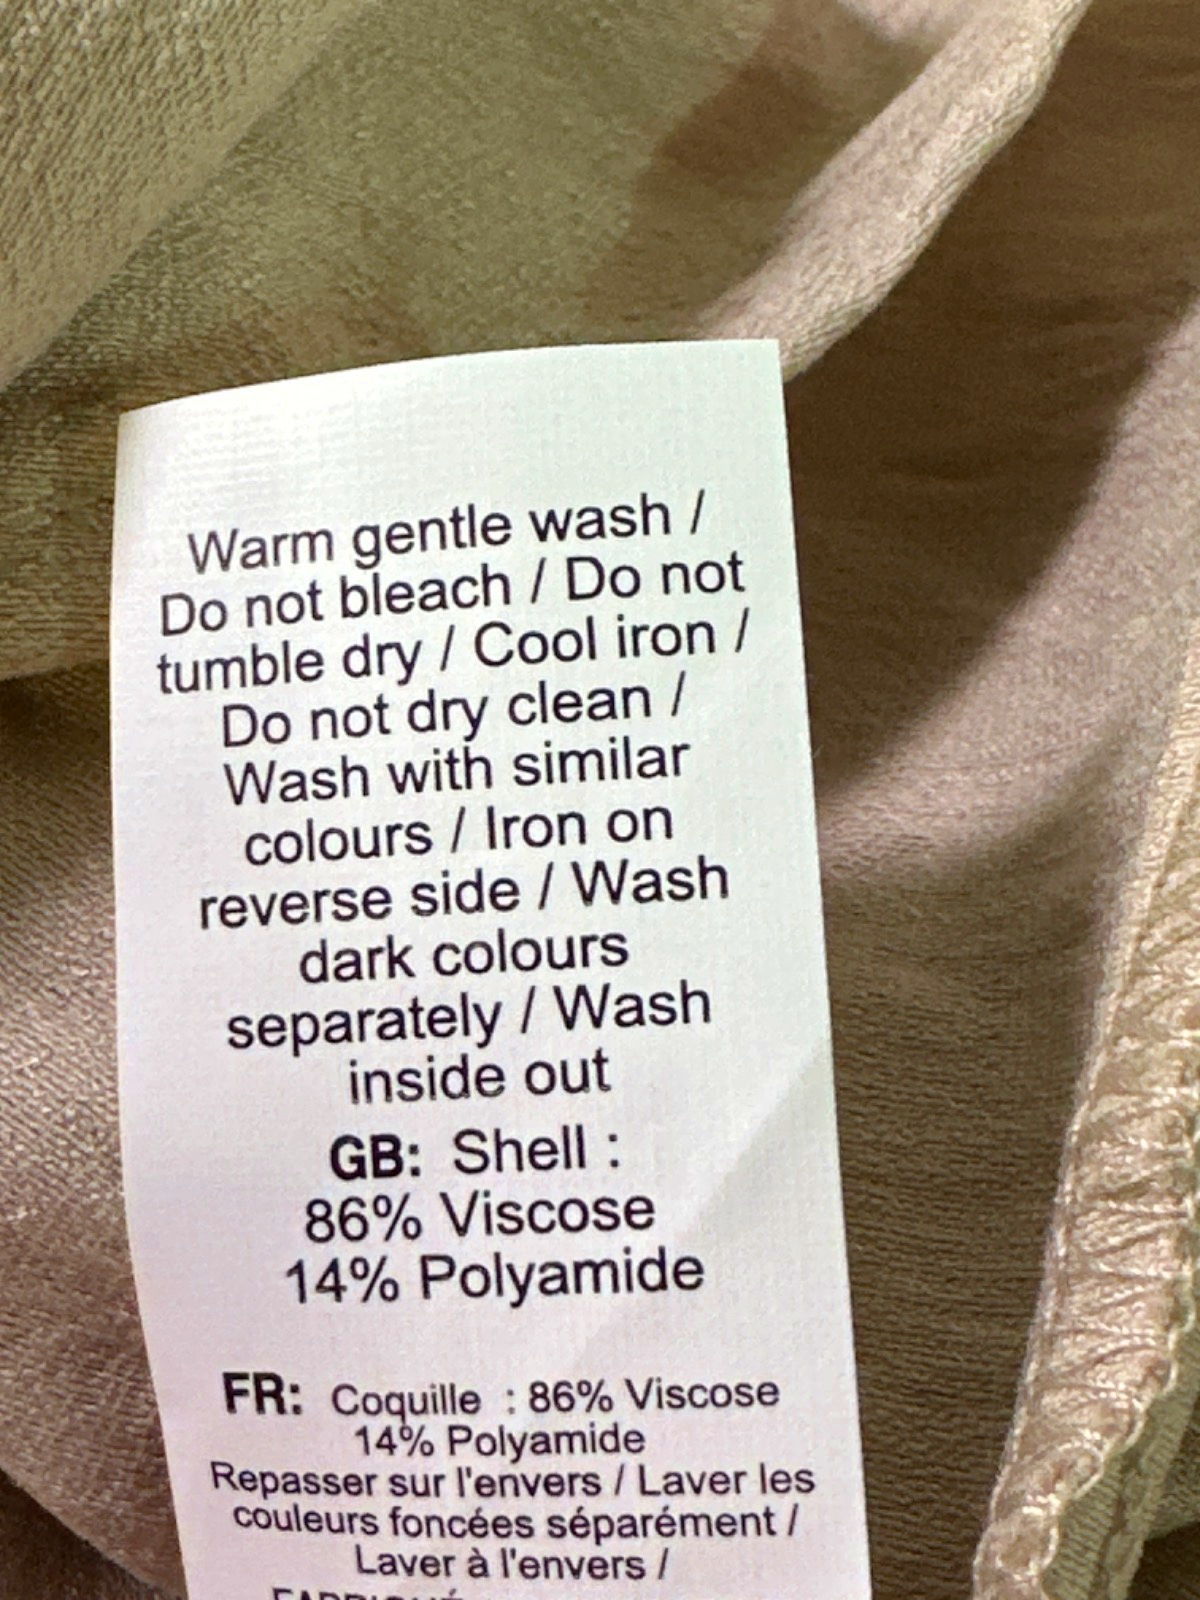 Warm gentle wash /
Do not bleach / Do not
tumble dry / Cool iron /
Do not dry clean /
Wash with similar
colours / Iron on
reverse side / Wash
dark colours
separately / Wash
inside out
GB: Shell :
86% Viscose
14% Polyamide
FR: Coquille : 86% Viscose
14% Polyamide
Repasser sur l'envers / Laver les
couleurs foncées séparément /
Laver à l'envers /